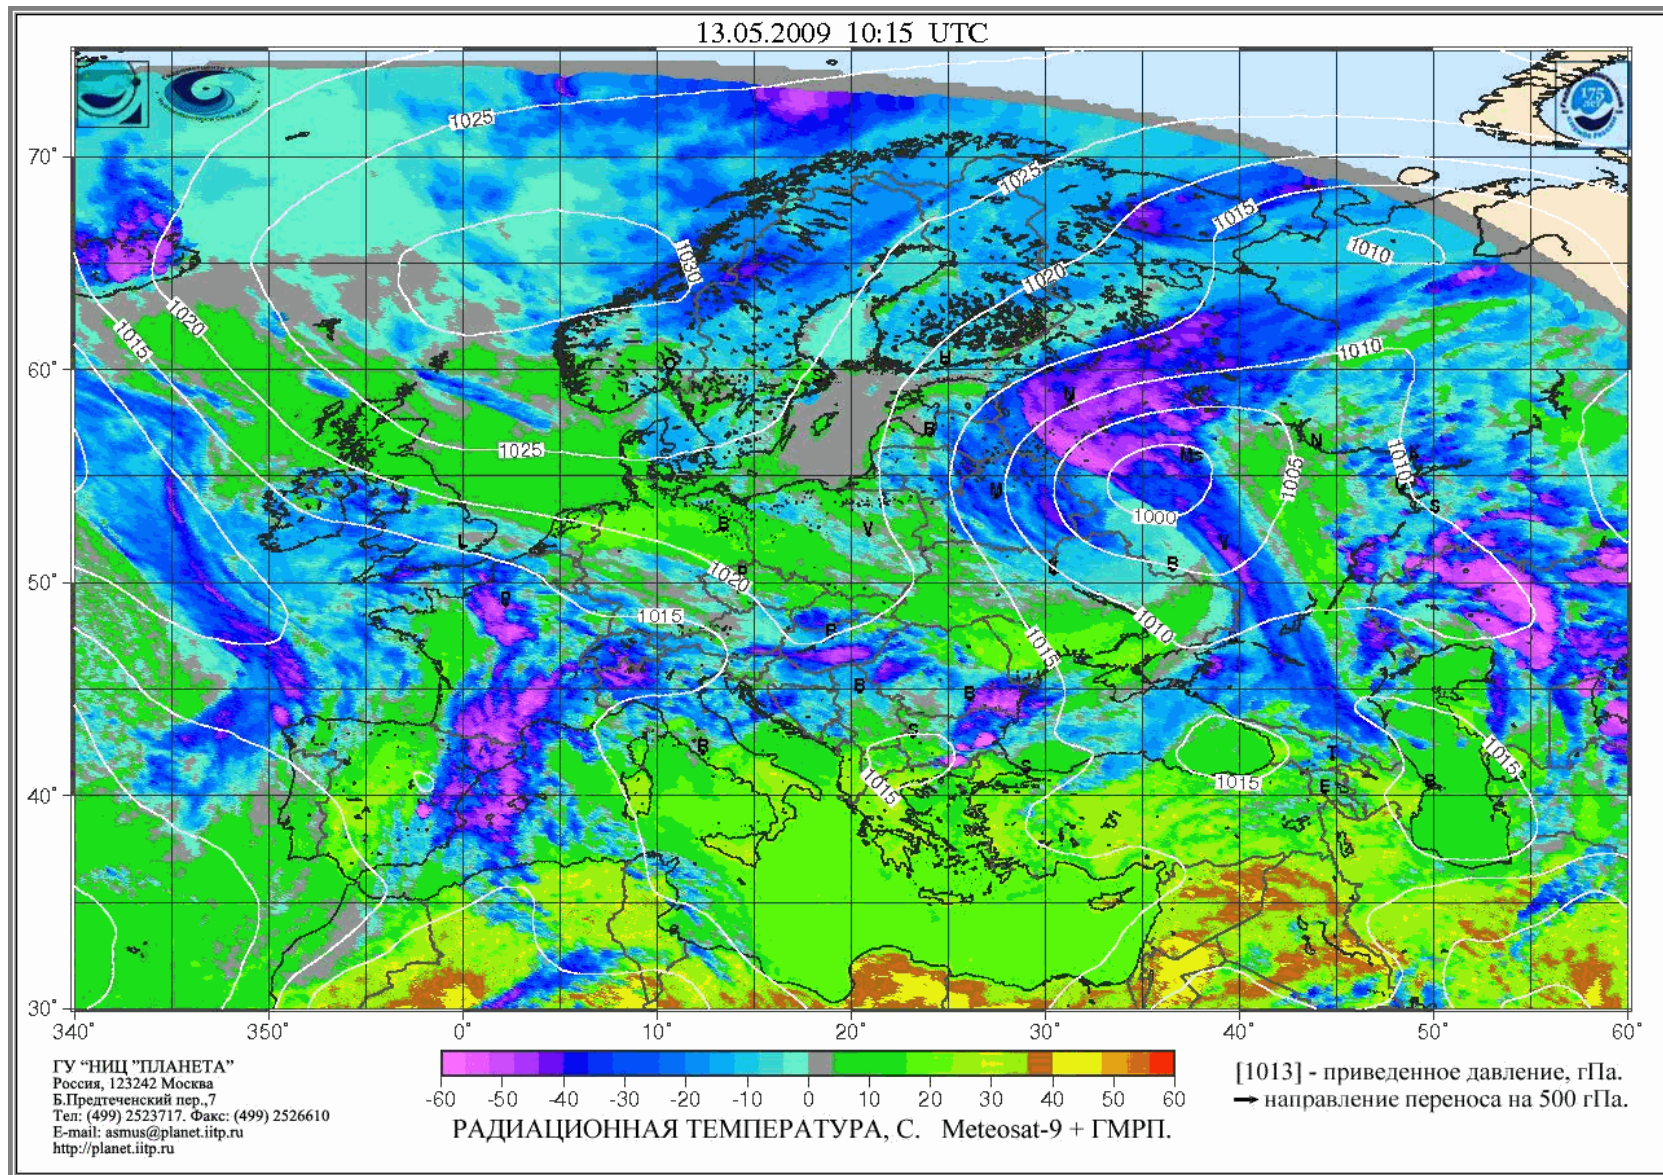 13.05.2009 10:15 UTC
175
лет
1025
1025
1030
1015
1010
1020
1020
1015
1010
1025
1010
1005
1000
1020
1015
1010
1015
1015
1015
1015
70°
60°
50°
40°
30°
340° 350° 0° 10° 20° 30° 40° 50° 60°
O
H
N
R
N
Ms
M
S
B
V
L
V
P
B
P
B
B
S
R
T
E
B
S
-60 -50 -40 -30 -20 -10 0 10 20 30 40 50 60
РАДИАЦИОННАЯ ТЕМПЕРАТУРА, С. Meteosat-9 + ГМРП.
ГУ “НИЦ ”ПЛАНЕТА”
Россия, 123242 Москва
Б.Предтеченский пер.,7
Тел: (499) 2523717. Факс: (499) 2526610
E-mail: asmus@planet.iitp.ru
http://planet.iitp.ru
[1013] - приведенное давление, гПа.
направление переноса на 500 гПа.